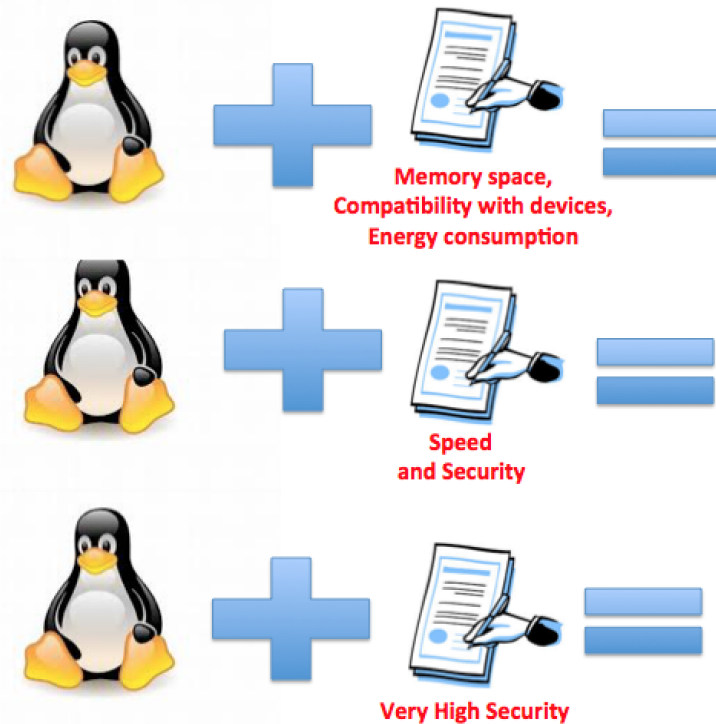 Memory space,
Compatibility with devices,
Energy consumption
Speed
and Security
Very High Security